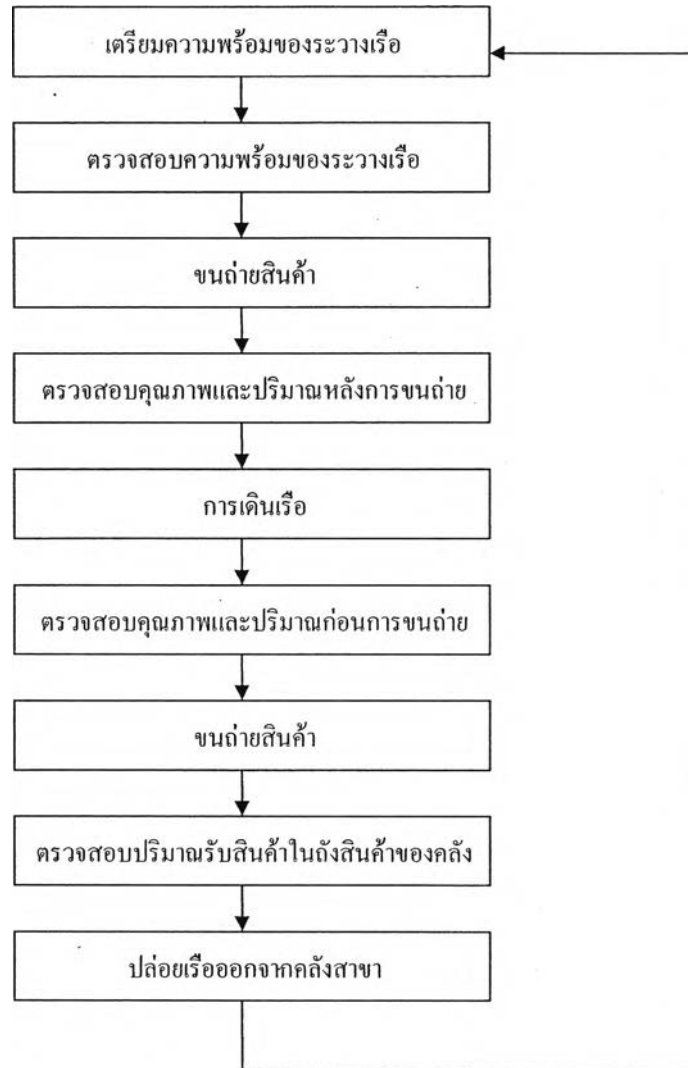 เตรียมความพร้อมของระวางเรือ
ตรวจสอบความพร้อมของระวางเรือ
ขนถ่ายสินค้า
ตรวจสอบคุณภาพและปริมาณหลังการขนถ่าย
การเดินเรือ
ตรวจสอบคุณภาพและปริมาณก่อนการขนถ่าย
ขนถ่ายสินค้า
ตรวจสอบปริมาณรับสินค้าในถังสินค้าของคลัง
ปล่อยเรือออกจากคลังสาขา